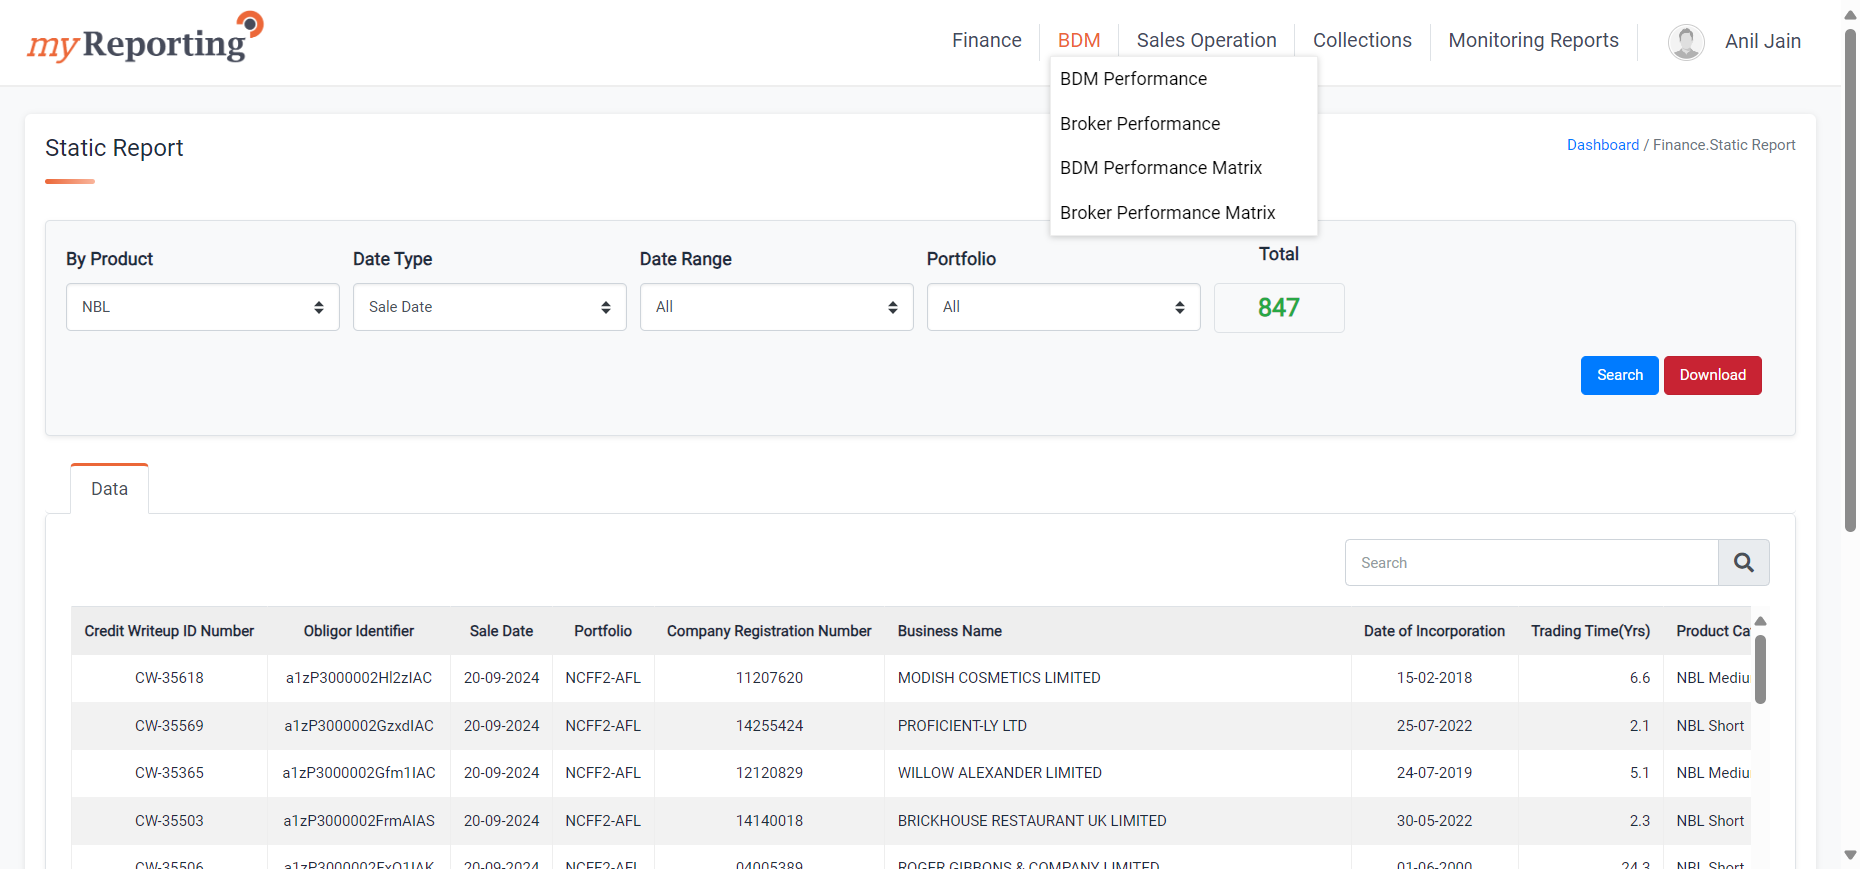 myReporting
Finance BDM Sales Operation Collections Monitoring Reports Anil Jain
BDM Performance
Broker Performance
BDM Performance Matrix
Broker Performance Matrix
Static Report
Dashboard / Finance.Static Report
By Product Date Type Date Range Portfolio Total
NBL Sale Date All All 847
Search Download
Data
Search
Credit Writeup ID Number Obligor Identifier Sale Date Portfolio Company Registration Number Business Name Date of Incorporation Trading Time(Yrs) Product Ca
CW-35618 a1zP3000002Hl2zIAC 20-09-2024 NCFF2-AFL 11207620 MODISH COSMETICS LIMITED 15-02-2018 6.6 NBL Mediu
CW-35569 a1zP3000002GzxdIAC 20-09-2024 NCFF2-AFL 14255424 PROFICIENT-LY LTD 25-07-2022 2.1 NBL Short
CW-35365 a1zP3000002Gfm1IAC 20-09-2024 NCFF2-AFL 12120829 WILLOW ALEXANDER LIMITED 24-07-2019 5.1 NBL Mediu
CW-35503 a1zP3000002FrmAIAS 20-09-2024 NCFF2-AFL 14140018 BRICKHOUSE RESTAURANT UK LIMITED 30-05-2022 2.3 NBL Short
CW-35506 20-09-2024 NCFF2-AFL 04005389 ROGER GIBBONS & COMPANY LIMITED 01-06-2000 24.3 NBL Short